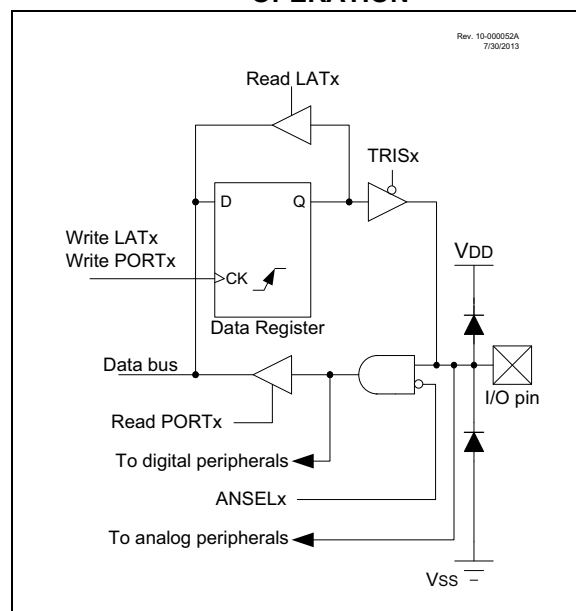 OPERATION
Rev. 10-000052A
7/30/2013
Read LATx
TRISx
D
Q
Write LATx
Write PORTx
CK
VDD
Data Register
Data bus
I/O pin
Read PORTx
To digital peripherals
ANSELx
To analog peripherals
Vss